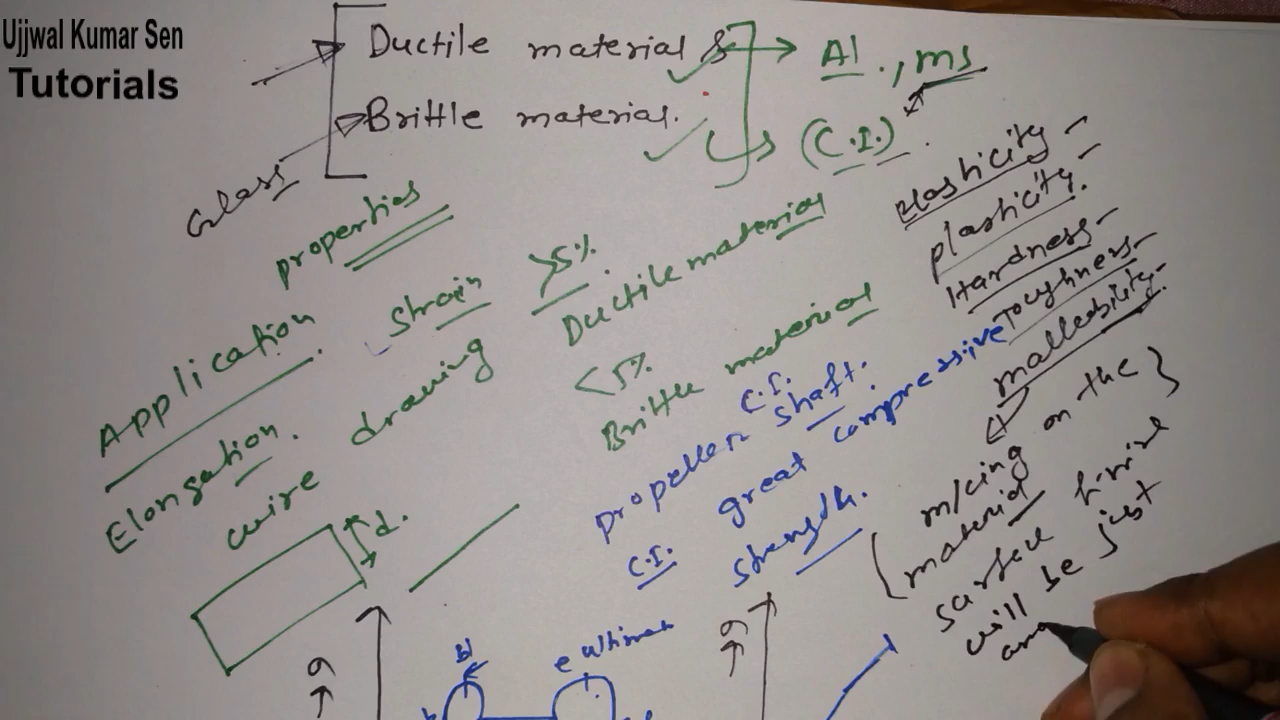 Ujjwal Kumar Sen
Tutorials
Ductile material &
Brittle material.
Al., ms
(C.I.)
Glass
properties
Application
Strain >5%
Ductile material
Elongation.
wire drawing
<5%
Brittle material
C.I.
propeller shaft.
C.I. great compressive
strength.
d.
Elasticity
plasticity.
Hardness
Toughness
malleability.
m/cing on the
material
surface
will be just
σ
σ